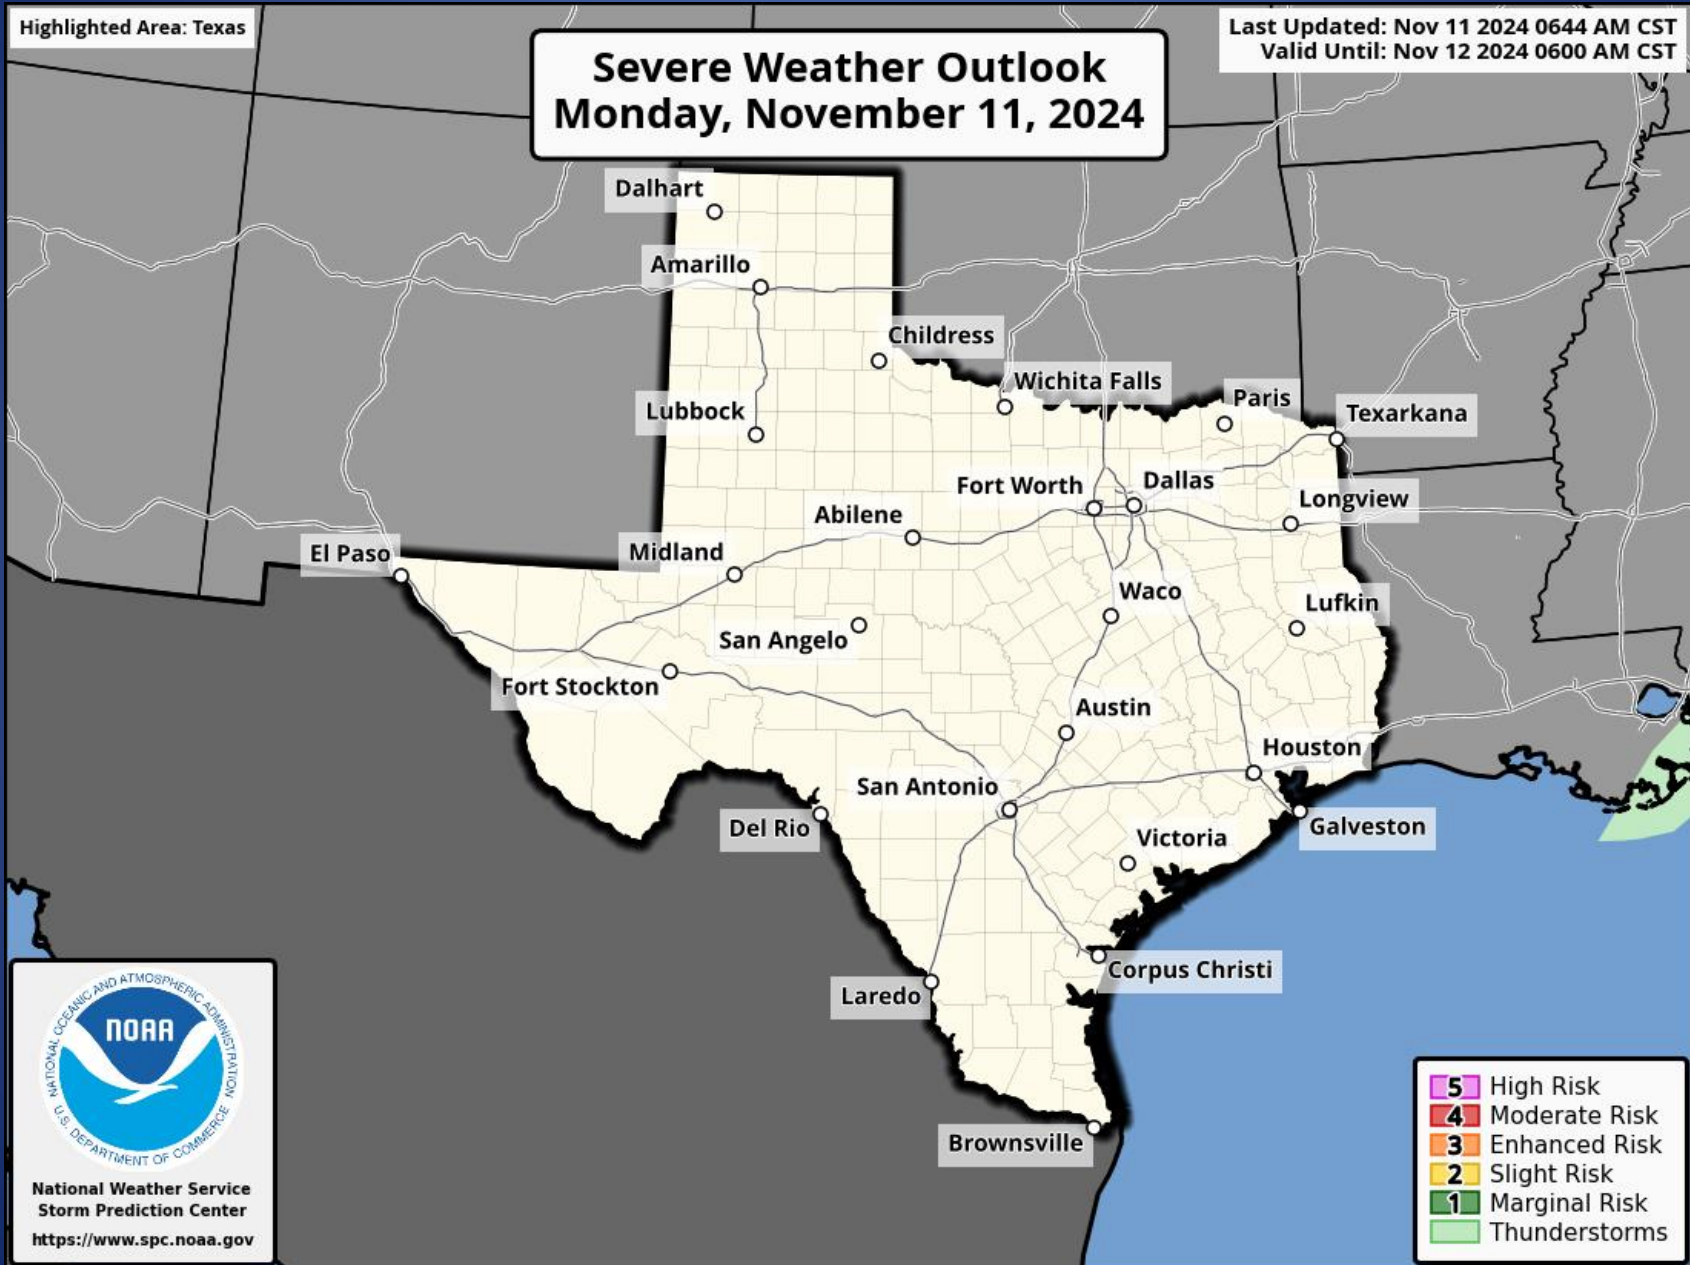 Highlighted Area: Texas
Last Updated: Nov 11 2024 0644 AM CST
Valid Until: Nov 12 2024 0600 AM CST
Severe Weather Outlook
Monday, November 11, 2024
Dalhart
Amarillo
Childress
Wichita Falls
Paris
Lubbock
Texarkana
Dallas
Fort Worth
Longview
Abilene
Midland
El Paso
Waco
Lufkin
San Angelo
Fort Stockton
Austin
Houston
San Antonio
Del Rio
Galveston
Victoria
Corpus Christi
Laredo
Brownsville
NATIONAL OCEANIC AND ATMOSPHERIC ADMINISTRATION
NOAA
U.S. DEPARTMENT OF COMMERCE
National Weather Service
Storm Prediction Center
https://www.spc.noaa.gov
5 High Risk
4 Moderate Risk
3 Enhanced Risk
2 Slight Risk
1 Marginal Risk
Thunderstorms